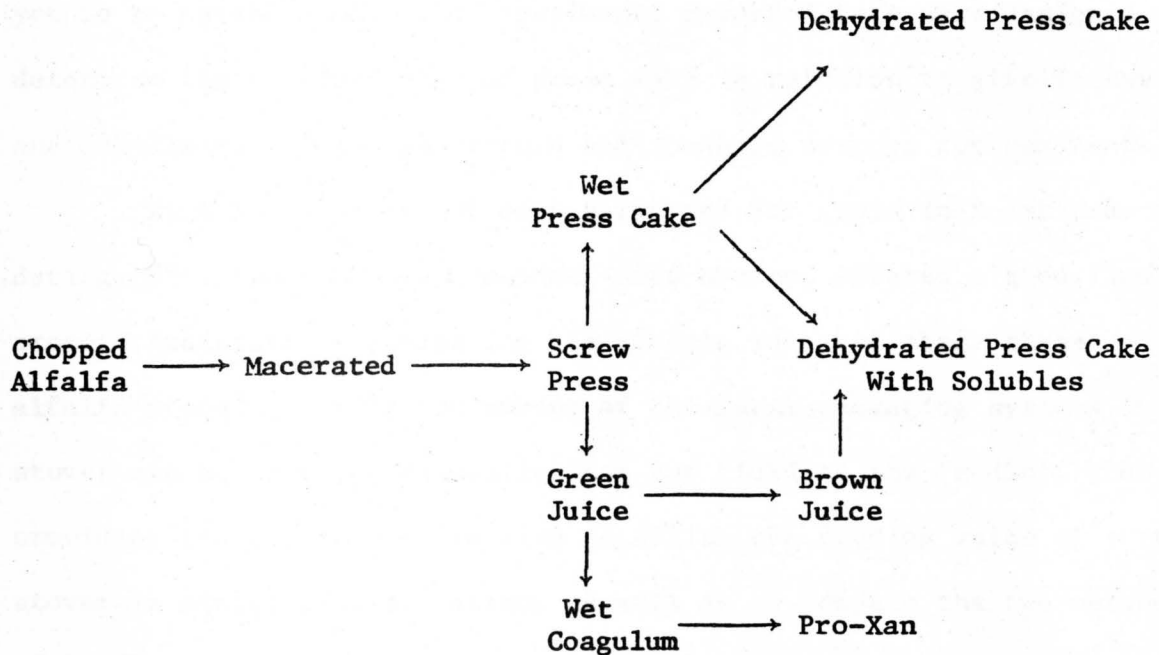 Dehydrated Press Cake
Wet
Press Cake
Chopped
Alfalfa
Macerated
Screw
Press
Dehydrated Press Cake
With Solubles
Green
Juice
Brown
Juice
Wet
Coagulum
Pro-Xan